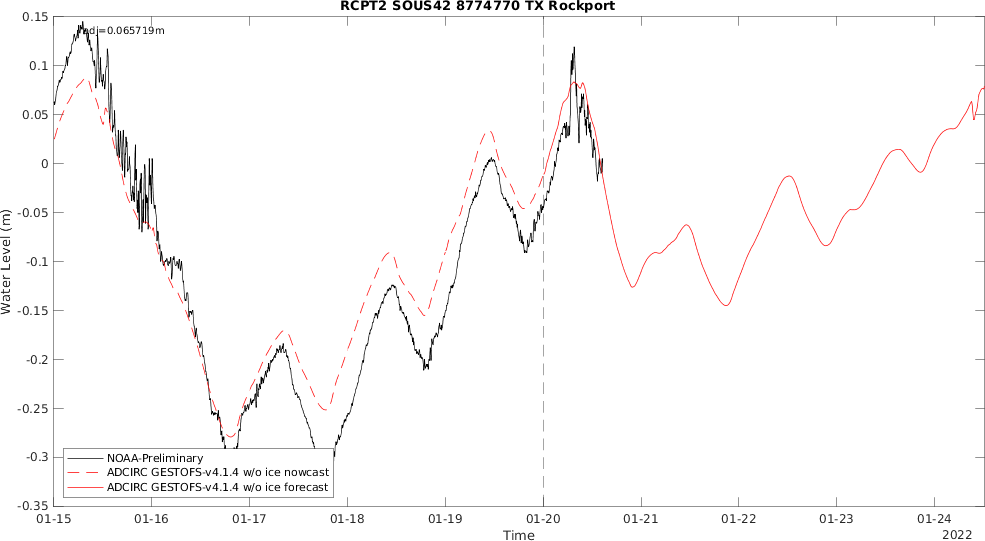 RCPT2 SOUS42 8774770 TX Rockport
0.15
adj=0.065719m
0.1
0.05
0
-0.05
-0.1
-0.15
-0.2
-0.25
-0.3
-0.35
Water Level (m)
NOAA-Preliminary
ADCIRC GESTOFS-v4.1.4 w/o ice nowcast
ADCIRC GESTOFS-v4.1.4 w/o ice forecast
01-15 01-16 01-17 01-18 01-19 01-20 01-21 01-22 01-23 01-24
Time
2022